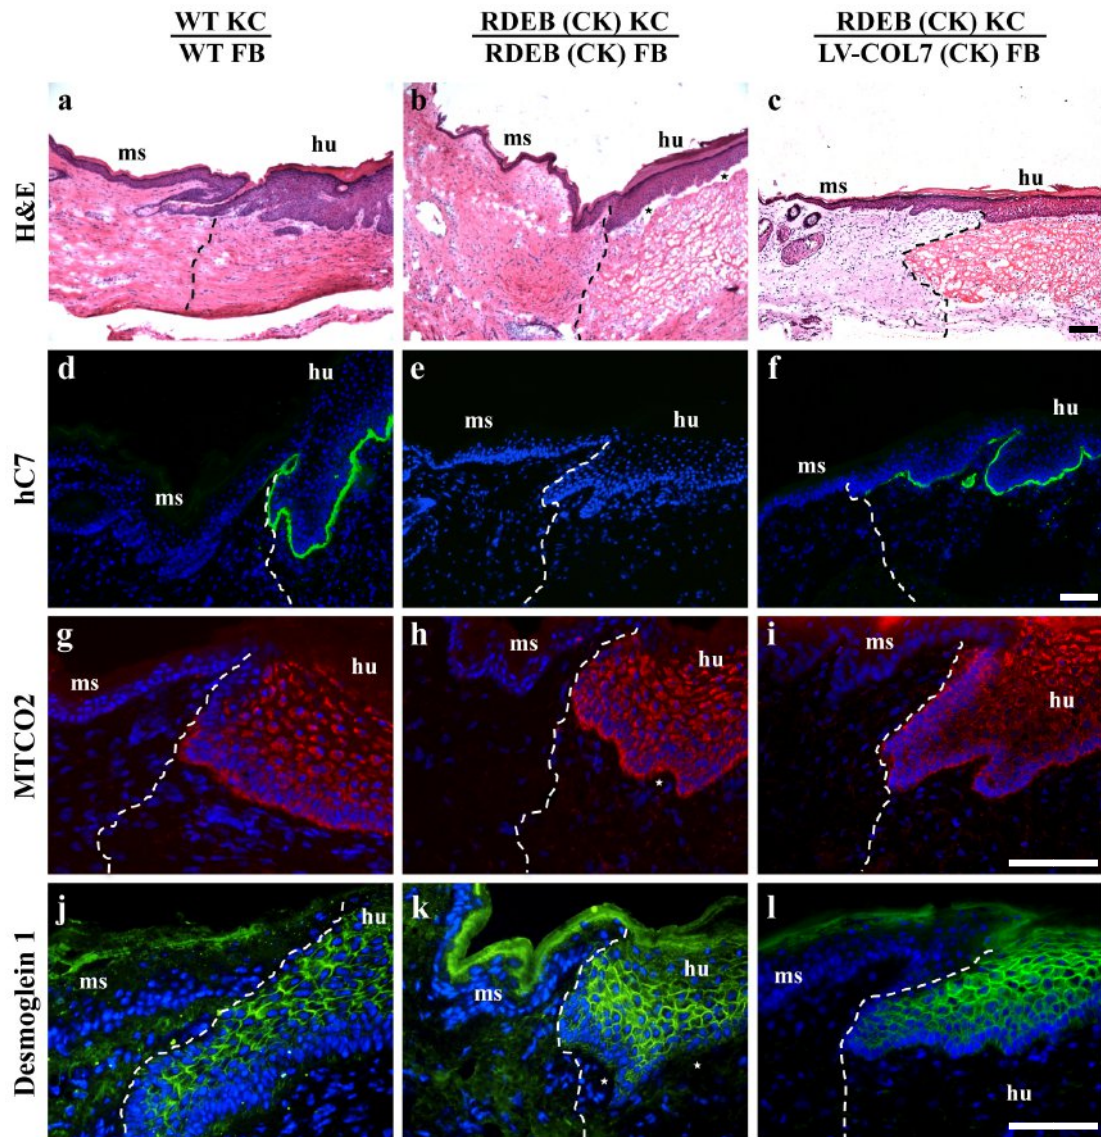 WT KC
WT FB
RDEB (CK) KC
RDEB (CK) FB
RDEB (CK) KC
LV-COL7 (CK) FB
H&E
a
ms
hu
b
ms
hu
c
ms
hu
hC7
d
ms
hu
e
ms
hu
f
ms
hu
MTCO2
g
ms
hu
h
ms
hu
i
ms
hu
Desmoglein 1
j
ms
hu
k
ms
hu
l
ms
hu